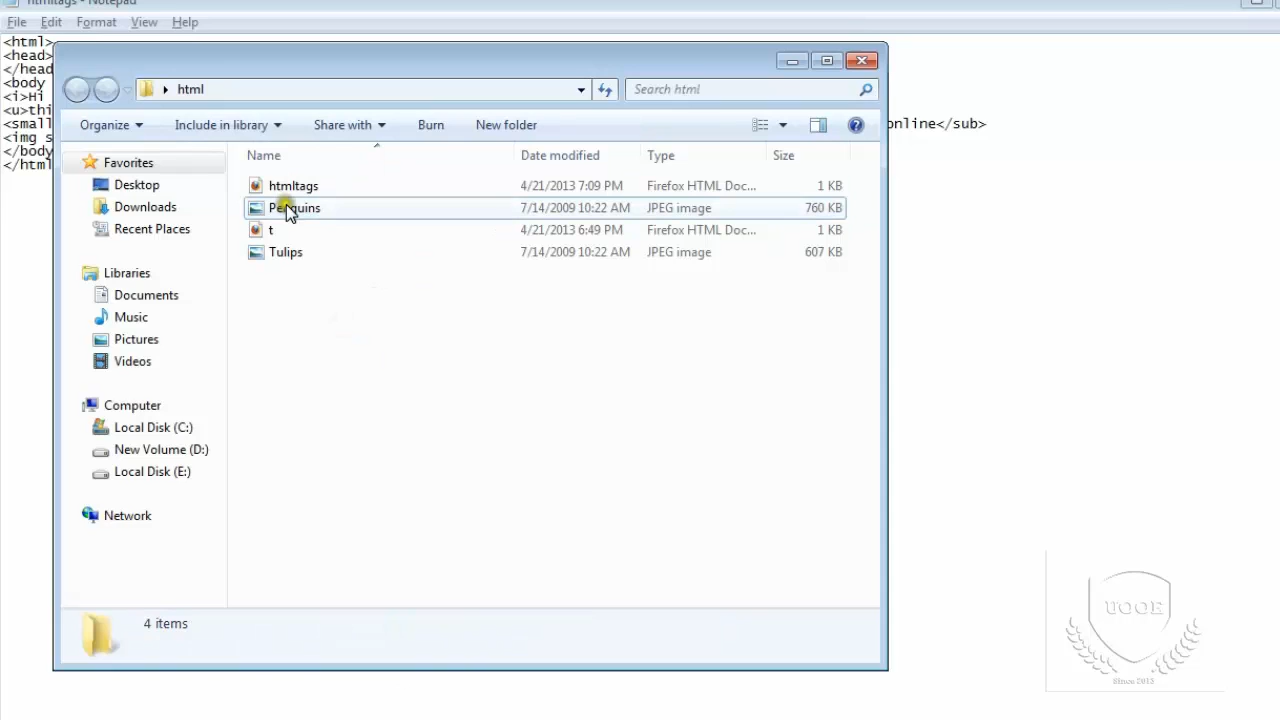 htmltags - Notepad
File Edit Format View Help
<html>
<head>
</head
<body
<i>Hi
<u>thi
<small online</sub>
<img s
</body
</html
html
Search html
Organize Include in library Share with Burn New folder
Name Date modified Type Size
htmltags 4/21/2013 7:09 PM Firefox HTML Doc... 1 KB
Penguins 7/14/2009 10:22 AM JPEG image 760 KB
t 4/21/2013 6:49 PM Firefox HTML Doc... 1 KB
Tulips 7/14/2009 10:22 AM JPEG image 607 KB
Favorites
Desktop
Downloads
Recent Places
Libraries
Documents
Music
Pictures
Videos
Computer
Local Disk (C:)
New Volume (D:)
Local Disk (E:)
Network
4 items
UOOE
Since 2013